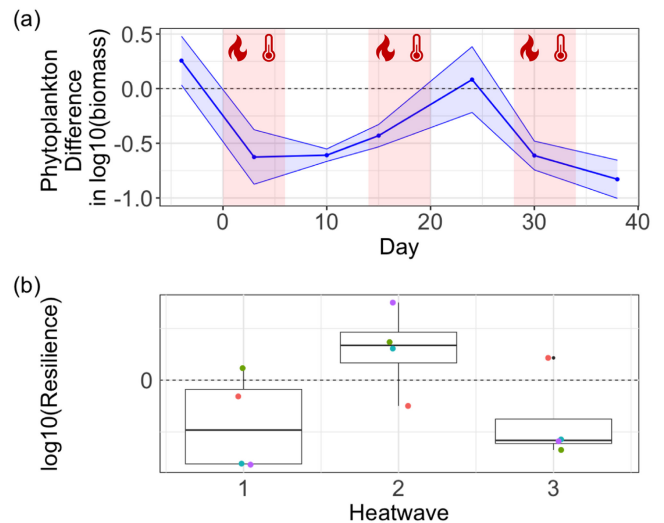 (a)
Phytoplankton
Difference
in log10(biomass)
0.5
0.0
-0.5
-1.0
0 10 20 30 40
Day
(b)
log10(Resilience)
0
1 2 3
Heatwave